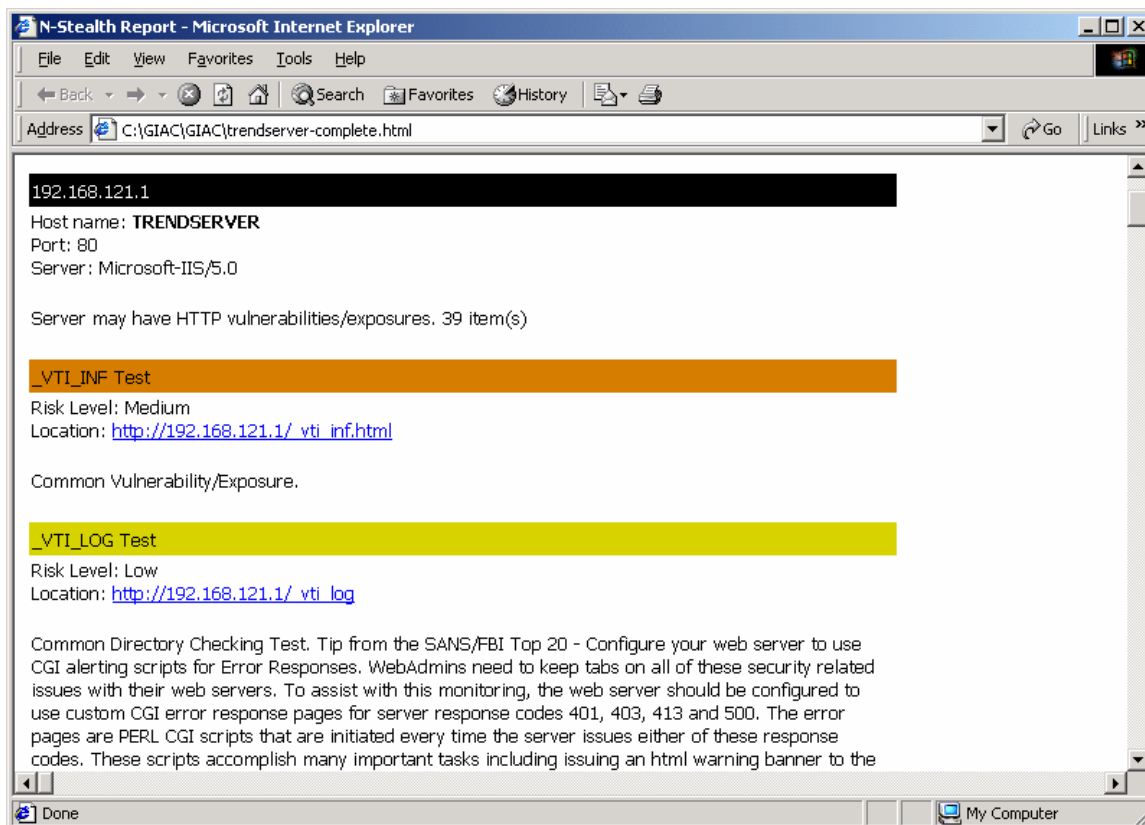 N-Stealth Report - Microsoft Internet Explorer
File Edit View Favorites Tools Help
Back Search Favorites History
Address C:\GIAC\GIAC\trendserver-complete.html Go Links »
192.168.121.1
Host name: TRENDSERVER
Port: 80
Server: Microsoft-IIS/5.0
Server may have HTTP vulnerabilities/exposures. 39 item(s)
_VTI_INF Test
Risk Level: Medium
Location: http://192.168.121.1/_vti_inf.html
Common Vulnerability/Exposure.
_VTI_LOG Test
Risk Level: Low
Location: http://192.168.121.1/_vti_log
Common Directory Checking Test. Tip from the SANS/FBI Top 20 - Configure your web server to use
CGI alerting scripts for Error Responses. WebAdmins need to keep tabs on all of these security related
issues with their web servers. To assist with this monitoring, the web server should be configured to
use custom CGI error response pages for server response codes 401, 403, 413 and 500. The error
pages are PERL CGI scripts that are initiated every time the server issues either of these response
codes. These scripts accomplish many important tasks including issuing an html warning banner to the
Done My Computer